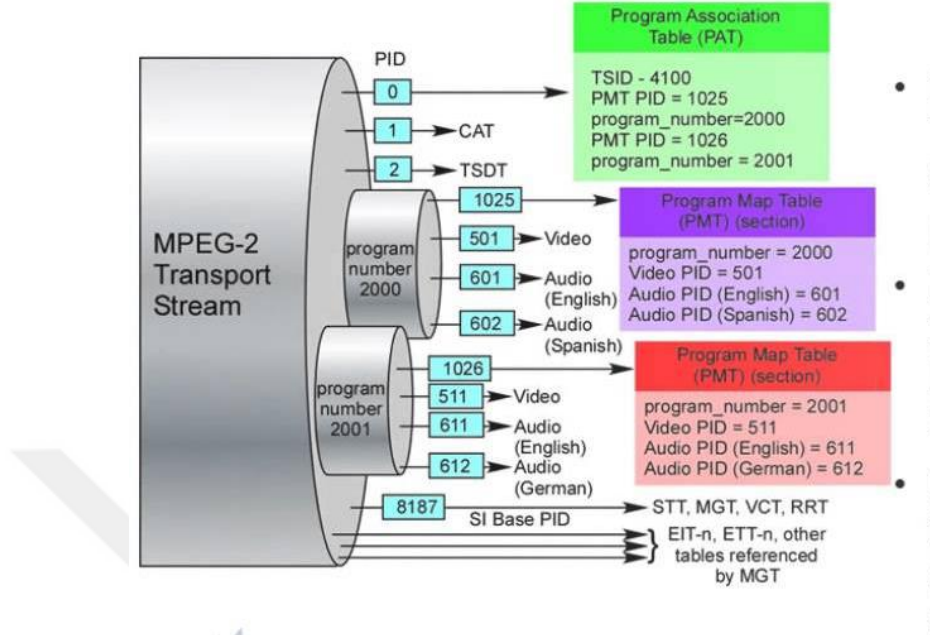 Program Association
Table (PAT)
TSID - 4100
PMT PID = 1025
program_number=2000
PMT PID = 1026
program_number = 2001
PID
0
1
CAT
2
TSDT
MPEG-2
Transport
Stream
program
number
2000
1025
501
Video
601
Audio
(English)
602
Audio
(Spanish)
Program Map Table
(PMT) (section)
program_number = 2000
Video PID = 501
Audio PID (English) = 601
Audio PID (Spanish) = 602
program
number
2001
1026
511
Video
611
Audio
(English)
612
Audio
(German)
Program Map Table
(PMT) (section)
program_number = 2001
Video PID = 511
Audio PID (English) = 611
Audio PID (German) = 612
8187
SI Base PID
STT, MGT, VCT, RRT
EIT-n, ETT-n, other
tables referenced
by MGT